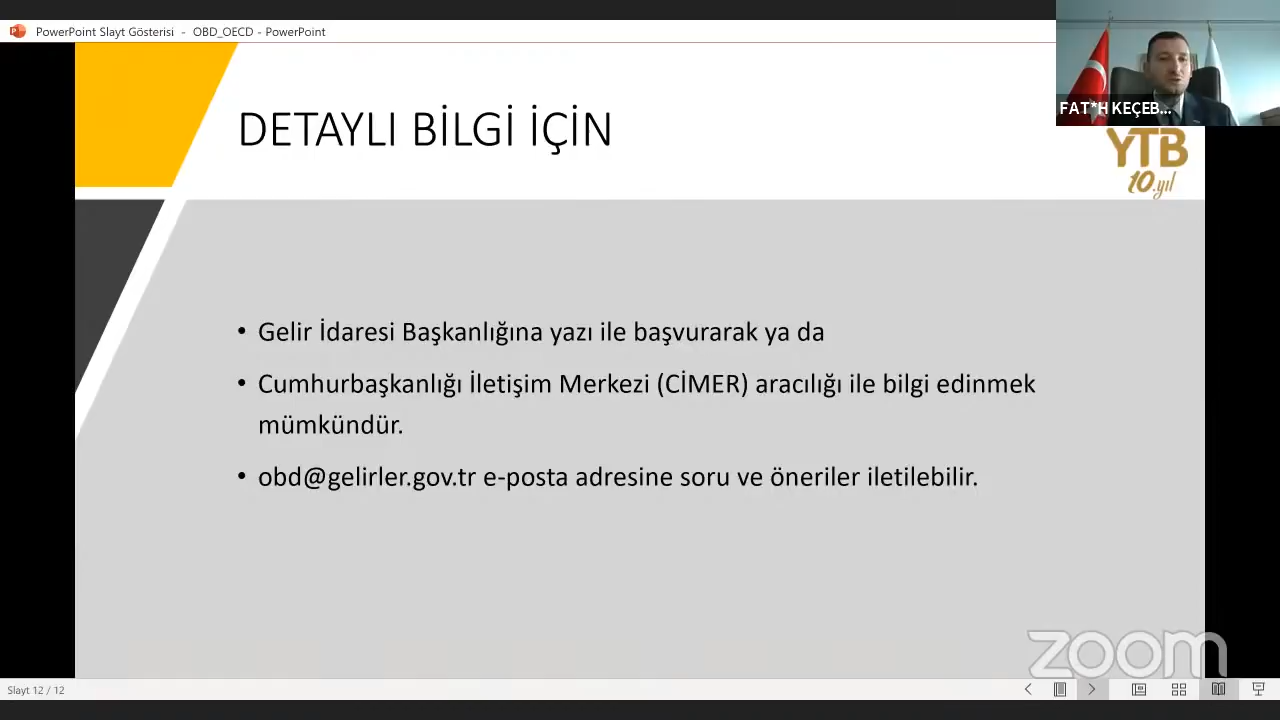 PowerPoint Slayt Gösterisi - OBD_OECD - PowerPoint
FAT*H KEÇEB...
DETAYLI BİLGİ İÇİN
YTB
10.yıl
• Gelir İdaresi Başkanlığına yazı ile başvurarak ya da
• Cumhurbaşkanlığı İletişim Merkezi (CİMER) aracılığı ile bilgi edinmek
mümkündür.
• obd@gelirler.gov.tr e-posta adresine soru ve öneriler iletilebilir.
zoom
Slayt 12 / 12